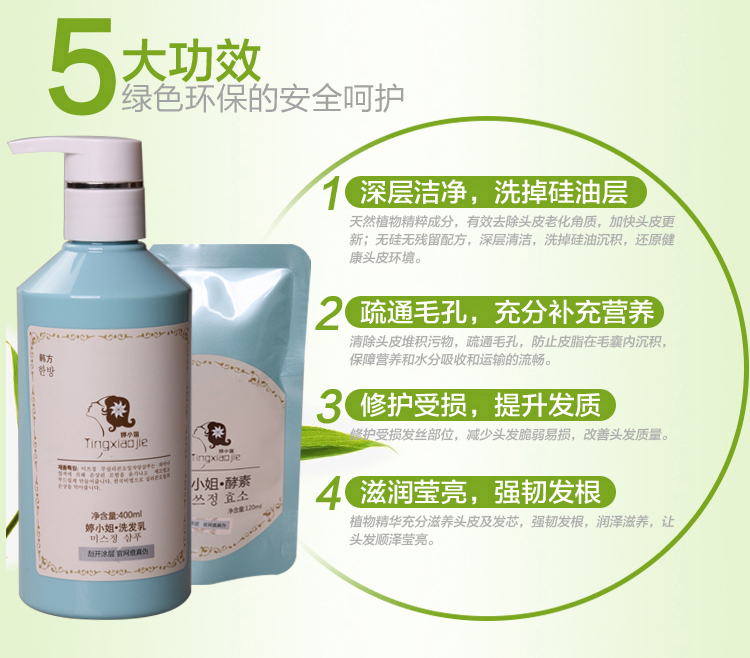 5大功效
绿色环保的安全呵护
1 深层洁净，洗掉硅油层
天然植物精粹成分，有效去除头皮老化角质，加快头皮更
新；无硅无残留配方，深层清洁，洗掉硅油沉积，还原健
康头皮环境。
2 疏通毛孔，充分补充营养
清除头皮堆积污物，疏通毛孔，防止皮脂在毛囊内沉积，
保障营养和水分吸收和运输的流畅。
3 修护受损，提升发质
修护受损发丝部位，减少头发脆弱易损，改善头发质量。
4 滋润莹亮，强韧发根
植物精华充分滋养头皮及发芯，强韧发根，润泽滋养，让
头发顺泽莹亮。
韩方
한방
婷小姐
Tingxiaojie
净含量:400ml
婷小姐·洗发乳
미스정 샴푸
刮开涂层 官网查真伪
婷小姐
Tingxiaojie
小姐·酵素
쓰정 효소
120mg